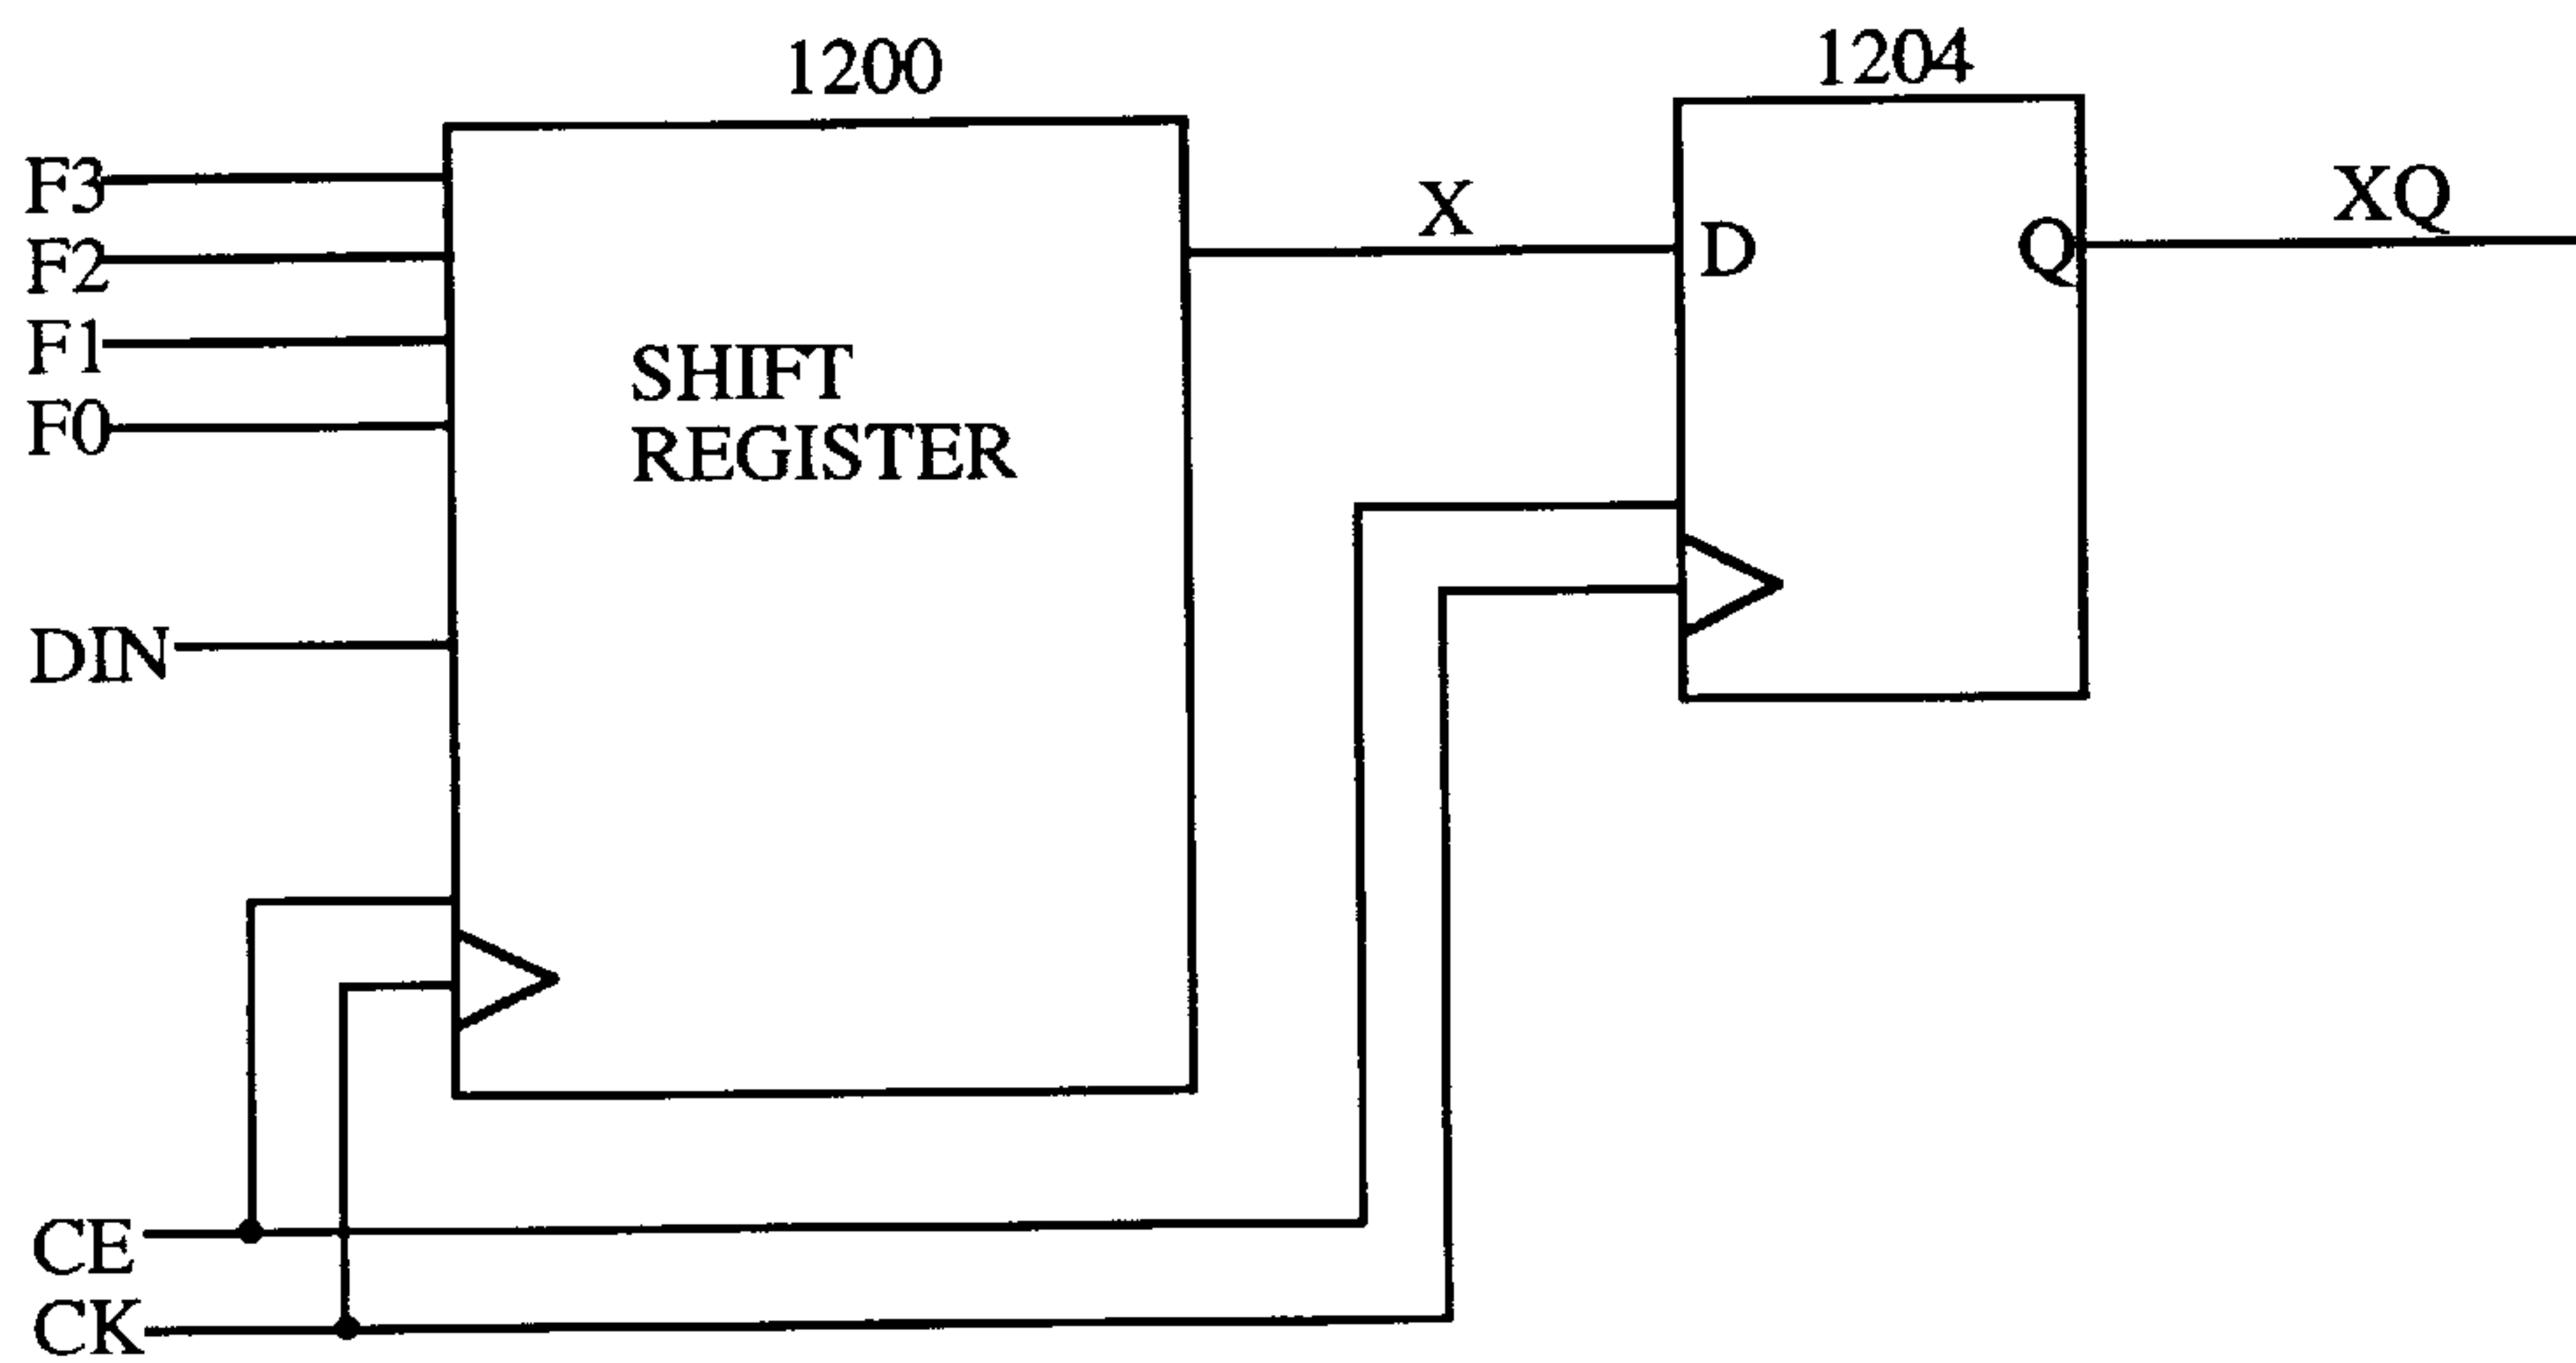 1200
1204
F3
F2
F1
F0
X
XQ
D
Q
SHIFT
REGISTER
DIN
CE
CK